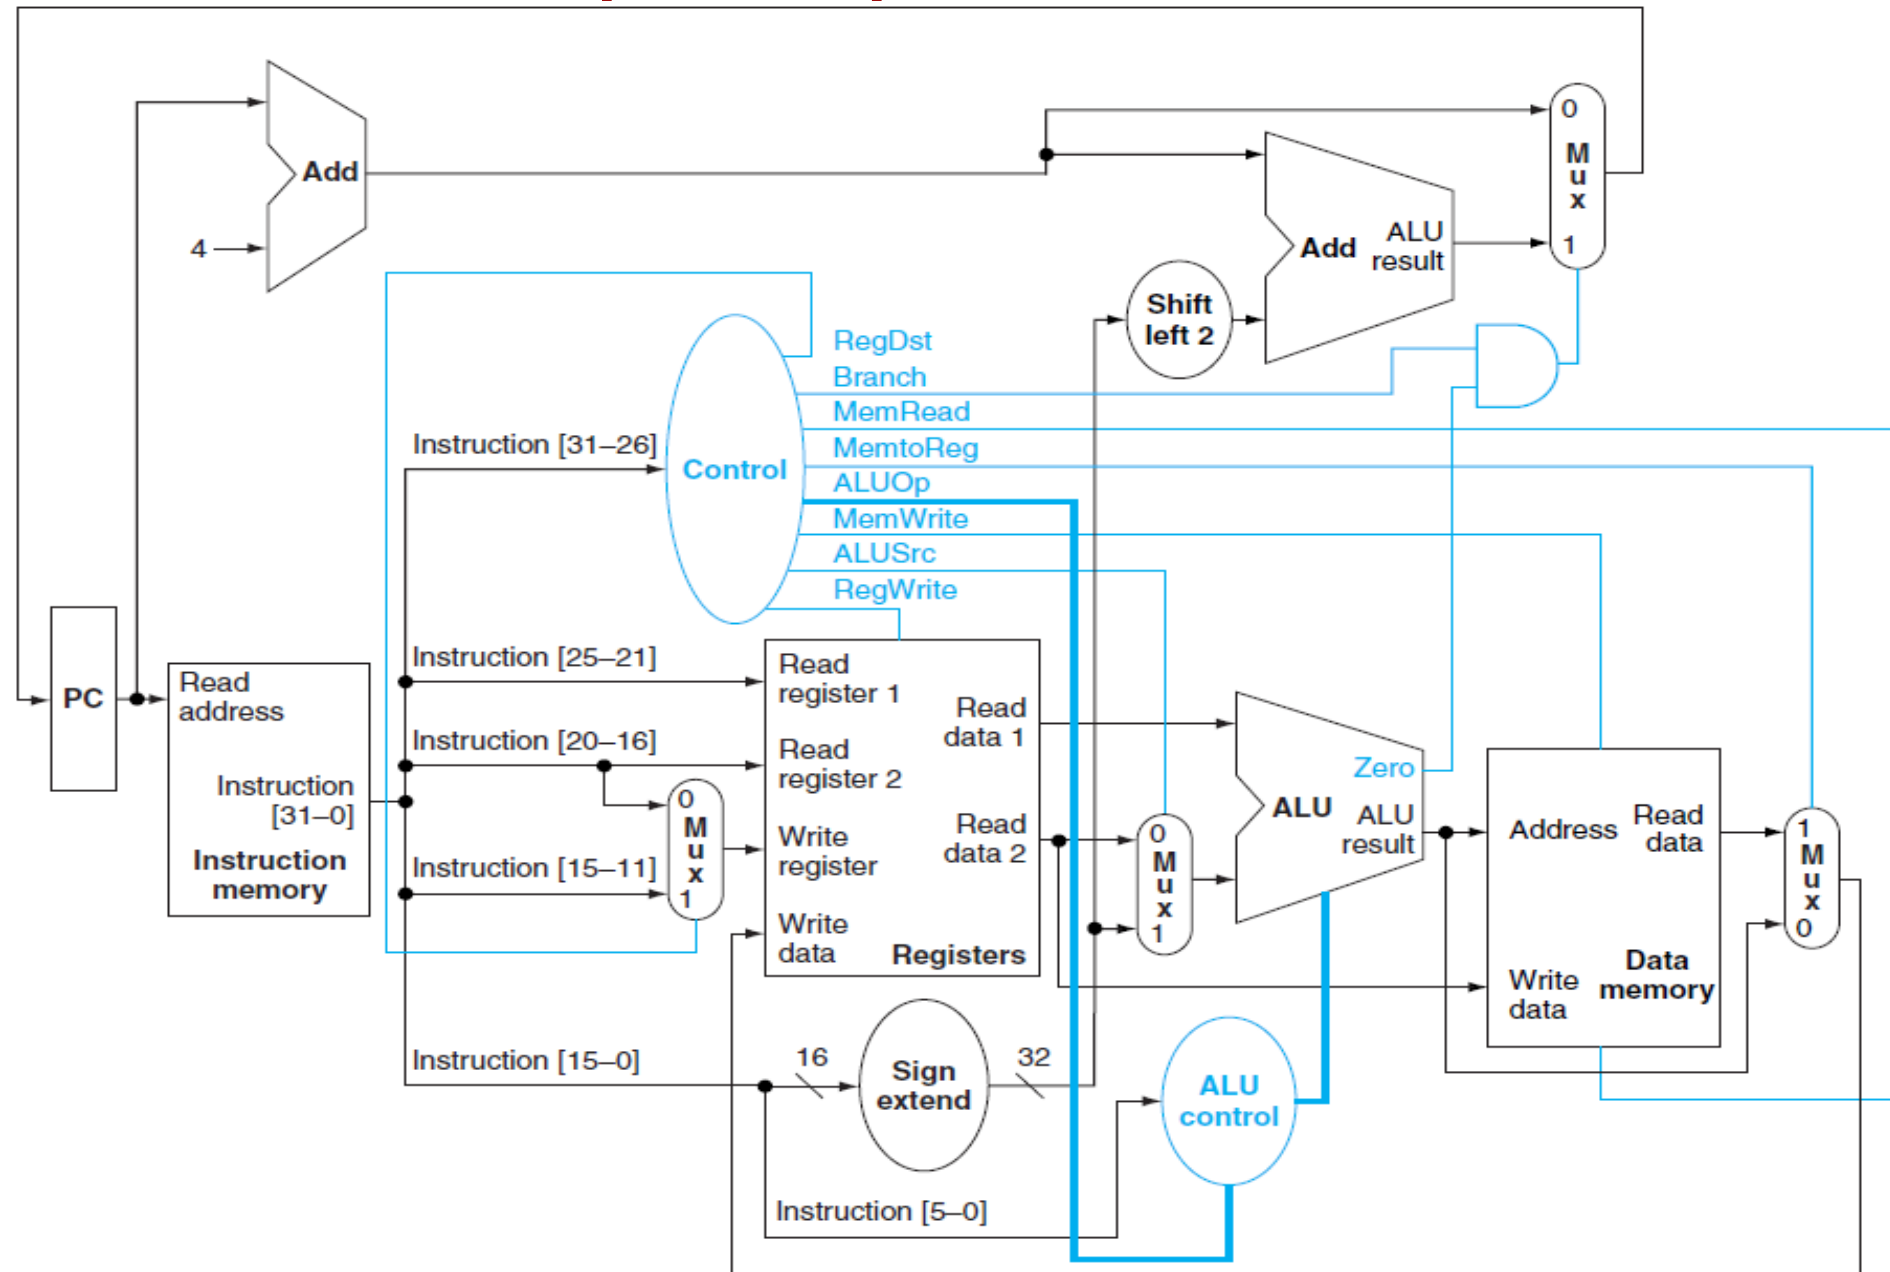 Add
4
0
M
u
x
1
Add
ALU
result
Shift
left 2
RegDst
Branch
MemRead
MemtoReg
ALUOp
MemWrite
ALUSrc
RegWrite
Control
Instruction [31–26]
Instruction [25–21]
Instruction [20–16]
Instruction [15–11]
Instruction [15–0]
Instruction [5–0]
PC
Read
address
Instruction
[31–0]
Instruction
memory
0
M
u
x
1
Read
register 1
Read
register 2
Write
register
Write
data
Read
data 1
Read
data 2
Registers
0
M
u
x
1
Zero
ALU
ALU
result
Address
Read
data
Write
data
Data
memory
1
M
u
x
0
16
Sign
extend
32
ALU
control